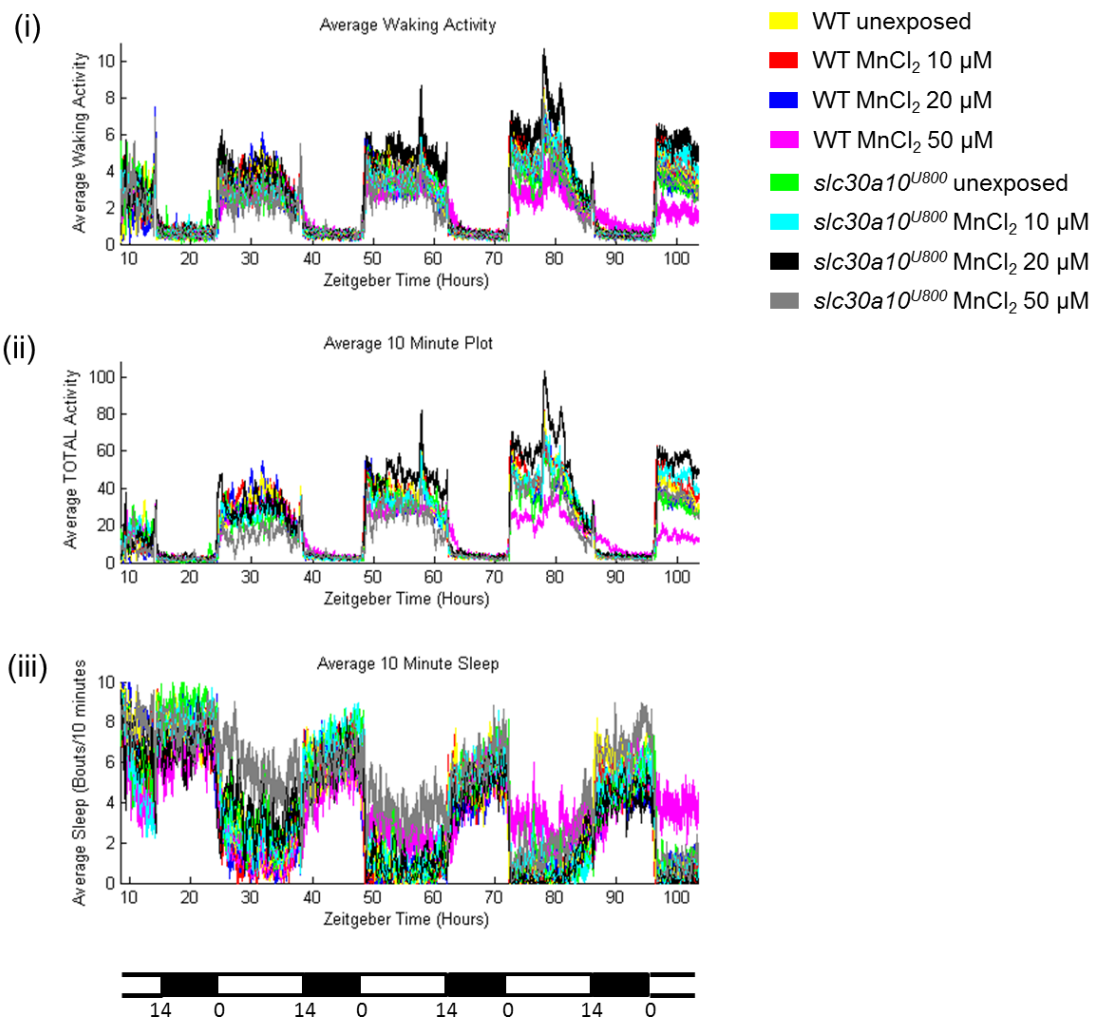 (i)
Average Waking Activity
Average Waking Activity
10
8
6
4
2
0
10 20 30 40 50 60 70 80 90 100
Zeitgeber Time (Hours)
WT unexposed
WT MnCl₂ 10 µM
WT MnCl₂ 20 µM
WT MnCl₂ 50 µM
slc30a10ᵁ⁸⁰⁰ unexposed
slc30a10ᵁ⁸⁰⁰ MnCl₂ 10 µM
slc30a10ᵁ⁸⁰⁰ MnCl₂ 20 µM
slc30a10ᵁ⁸⁰⁰ MnCl₂ 50 µM
(ii)
Average 10 Minute Plot
Average TOTAL Activity
100
80
60
40
20
0
10 20 30 40 50 60 70 80 90 100
Zeitgeber Time (Hours)
(iii)
Average 10 Minute Sleep
Average Sleep (Bouts/10 minutes
10
8
6
4
2
0
10 20 30 40 50 60 70 80 90 100
Zeitgeber Time (Hours)
14 0 14 0 14 0 14 0